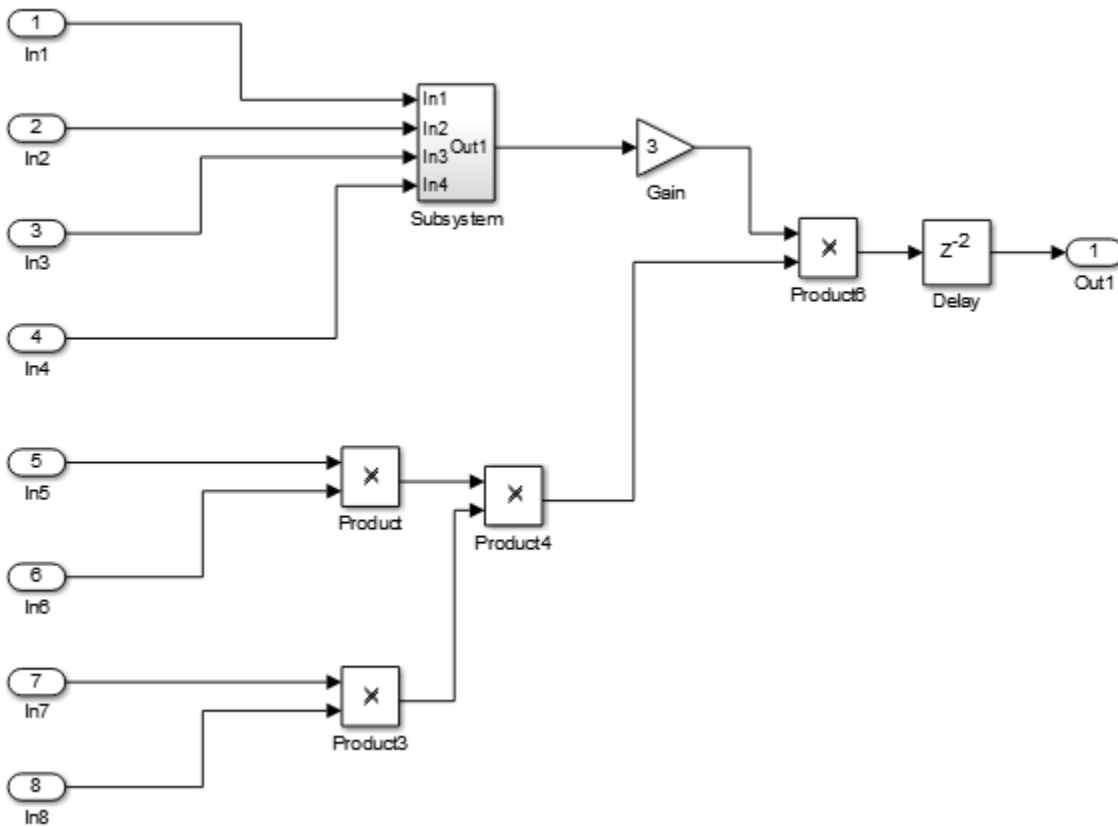 1
In1
2
In2
3
In3
4
In4
In1
In2
In3
In4
Out1
Subsystem
3
Gain
×
Product6
Z-2
Delay
1
Out1
5
In5
6
In6
×
Product
×
Product4
7
In7
8
In8
×
Product3